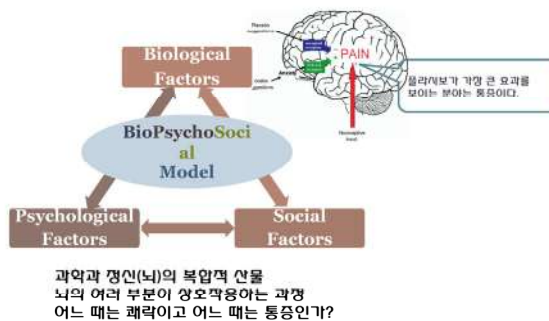 Biological
Factors
PAIN
플라시보가 가장 큰 효과를
보이는 분야는 통증이다.
BioPsychoSoci
al
Model
Psychological
Factors
Social
Factors
과학과 정신(뇌)의 복합적 산물
뇌의 여러 부분이 상호작용하는 과정
어느 때는 쾌락이고 어느 때는 통증인가?